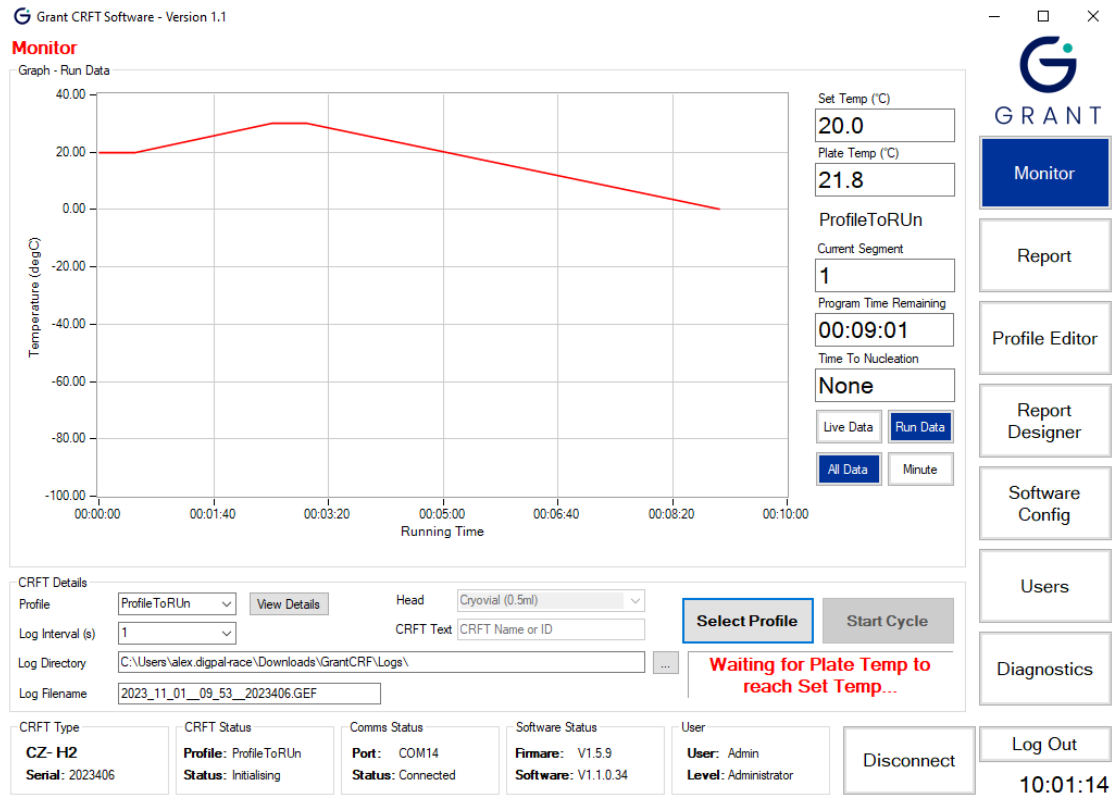 Grant CRFT Software - Version 1.1
Monitor
Graph - Run Data
40.00
20.00
0.00
-20.00
-40.00
-60.00
-80.00
-100.00
Temperature (degC)
00:00:00
00:01:40
00:03:20
00:05:00
00:06:40
00:08:20
00:10:00
Running Time
Set Temp (°C)
20.0
Plate Temp (°C)
21.8
ProfileToRUn
Current Segment
1
Program Time Remaining
00:09:01
Time To Nucleation
None
Live Data
Run Data
All Data
Minute
GRANT
Monitor
Report
Profile Editor
Report
Designer
Software
Config
Users
Diagnostics
CRFT Details
Profile
ProfileToRUn
View Details
Head
Cryovial (0.5ml)
Log Interval (s)
1
CRFT Text
CRFT Name or ID
Log Directory
C:\Users\alex.digpal-race\Downloads\GrantCRF\Logs\
...
Log Filename
2023_11_01__09_53__2023406.GEF
Select Profile
Start Cycle
Waiting for Plate Temp to
reach Set Temp...
CRFT Type
CZ- H2
Serial: 2023406
CRFT Status
Profile: ProfileToRUn
Status: Initialising
Comms Status
Port: COM14
Status: Connected
Software Status
Firmare: V1.5.9
Software: V1.1.0.34
User
User: Admin
Level: Administrator
Disconnect
Log Out
10:01:14